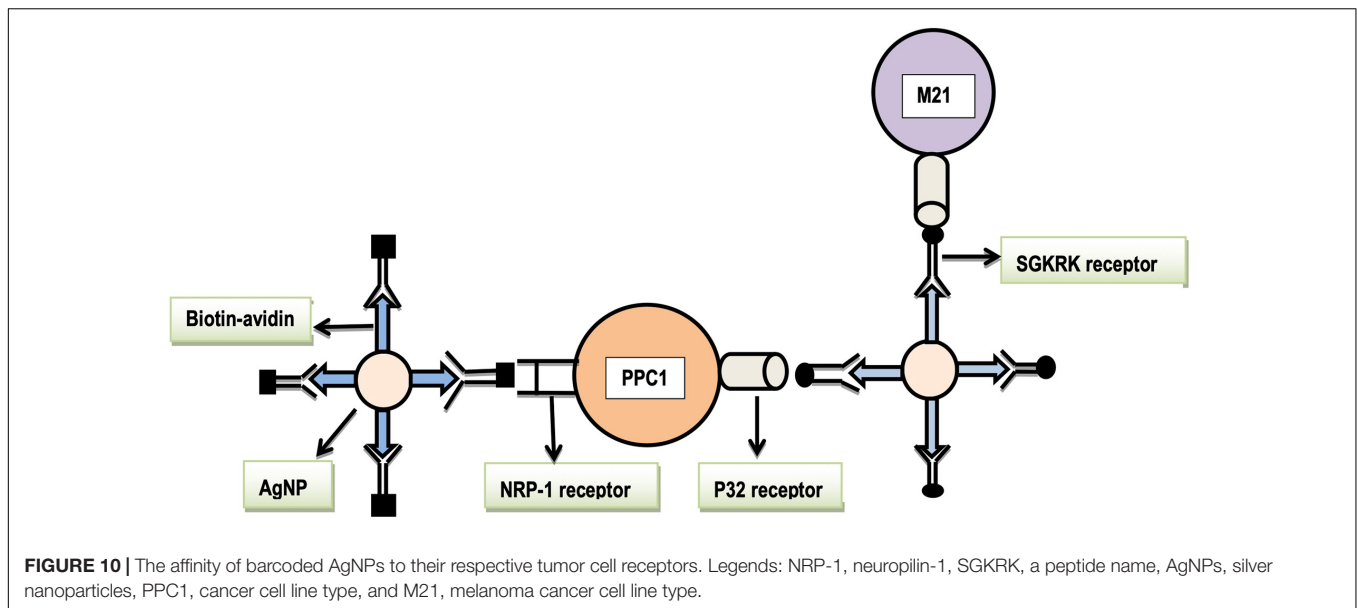 M21
SGKRK receptor
Biotin-avidin
PPC1
AgNP
NRP-1 receptor
P32 receptor
FIGURE 10 | The affinity of barcoded AgNPs to their respective tumor cell receptors. Legends: NRP-1, neuropilin-1, SGKRK, a peptide name, AgNPs, silver
nanoparticles, PPC1, cancer cell line type, and M21, melanoma cancer cell line type.